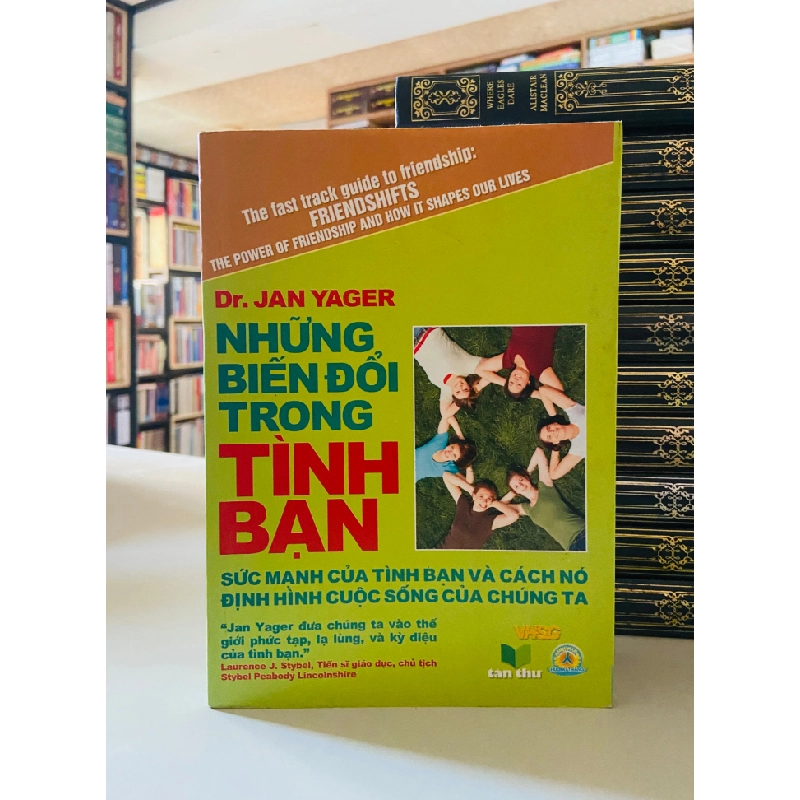 The fast track guide to friendship:
FRIENDSHIFTS
THE POWER OF FRIENDSHIP AND HOW IT SHAPES OUR LIVES
Dr. JAN YAGER
NHỮNG
BIẾN ĐỔI
TRONG
TÌNH
BẠN
SỨC MẠNH CỦA TÌNH BẠN VÀ CÁCH NÓ
ĐỊNH HÌNH CUỘC SỐNG CỦA CHÚNG TA
"Jan Yager đưa chúng ta vào thế
giới phức tạp, lạ lùng, và kỳ diệu
của tình bạn."
Laurence J. Stybel, Tiến sĩ giáo dục, chủ tịch
Stybel Peabody Lincolnshire
tân thư
WHERE
EAGLES
DARE
ALISTAIR
MACLEAN